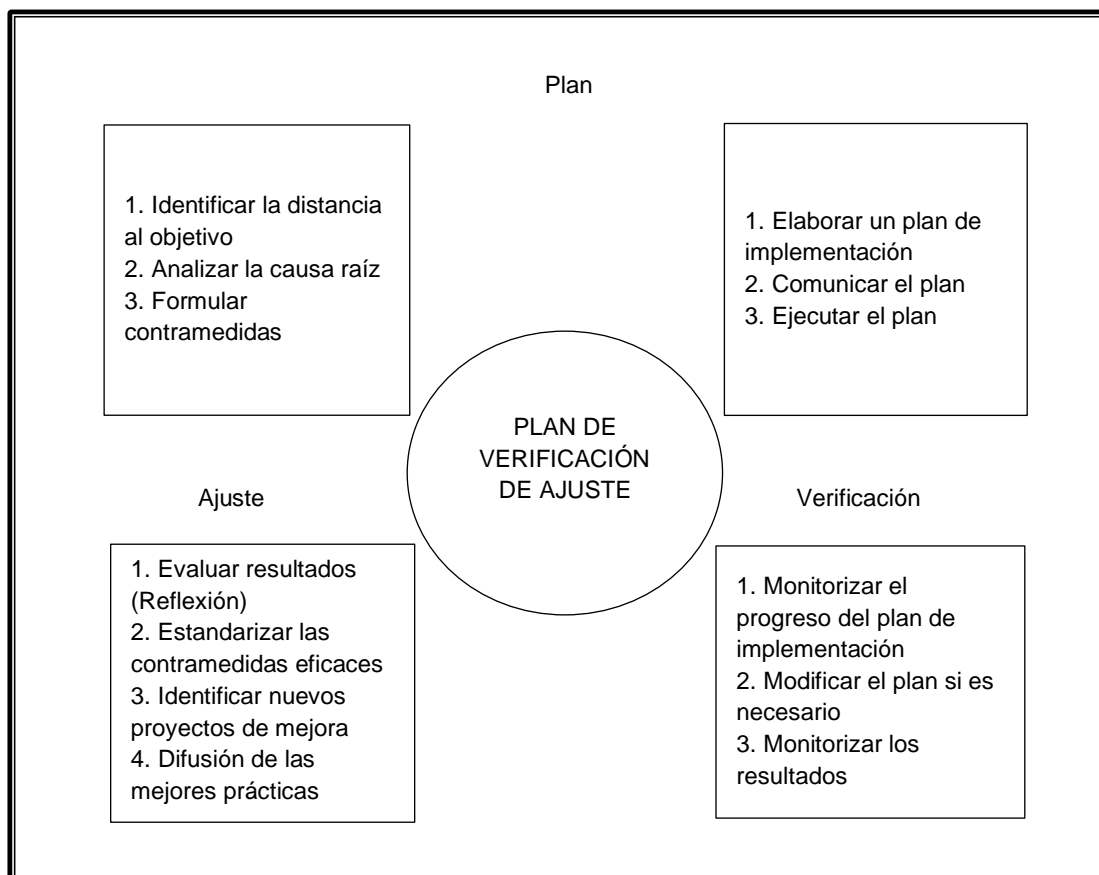 Plan
1. Identificar la distancia
al objetivo
2. Analizar la causa raíz
3. Formular
contramedidas
1. Elaborar un plan de
implementación
2. Comunicar el plan
3. Ejecutar el plan
PLAN DE
VERIFICACIÓN
DE AJUSTE
Ajuste
Verificación
1. Evaluar resultados
(Reflexión)
2. Estandarizar las
contramedidas eficaces
3. Identificar nuevos
proyectos de mejora
4. Difusión de las
mejores prácticas
1. Monitorizar el
progreso del plan de
implementación
2. Modificar el plan si es
necesario
3. Monitorizar los
resultados